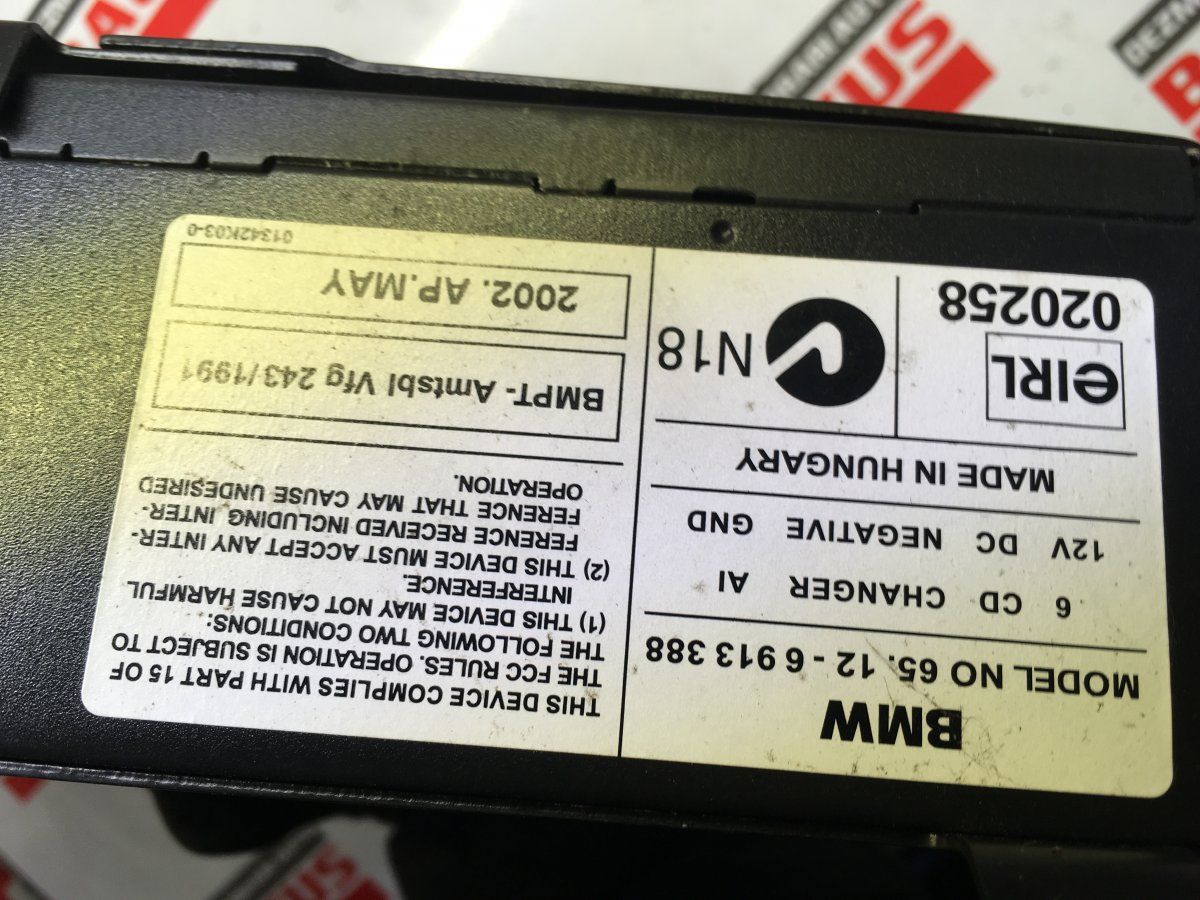 BMW
MODEL NO 65. 12 - 6 913 388
6 CD CHANGER AI
12V DC NEGATIVE GND
MADE IN HUNGARY
eIRL
020258
N18
THIS DEVICE COMPLIES WITH PART 15 OF
THE FCC RULES. OPERATION IS SUBJECT TO
THE FOLLOWING TWO CONDITIONS:
(1) THIS DEVICE MAY NOT CAUSE HARMFUL
INTERFERENCE.
(2) THIS DEVICE MUST ACCEPT ANY INTER-
FERENCE RECEIVED INCLUDING INTER-
FERENCE THAT MAY CAUSE UNDESIRED
OPERATION.
BMPT- Amtsbl Vfg 243/1991
2002. AP.MAY
01342K03-0